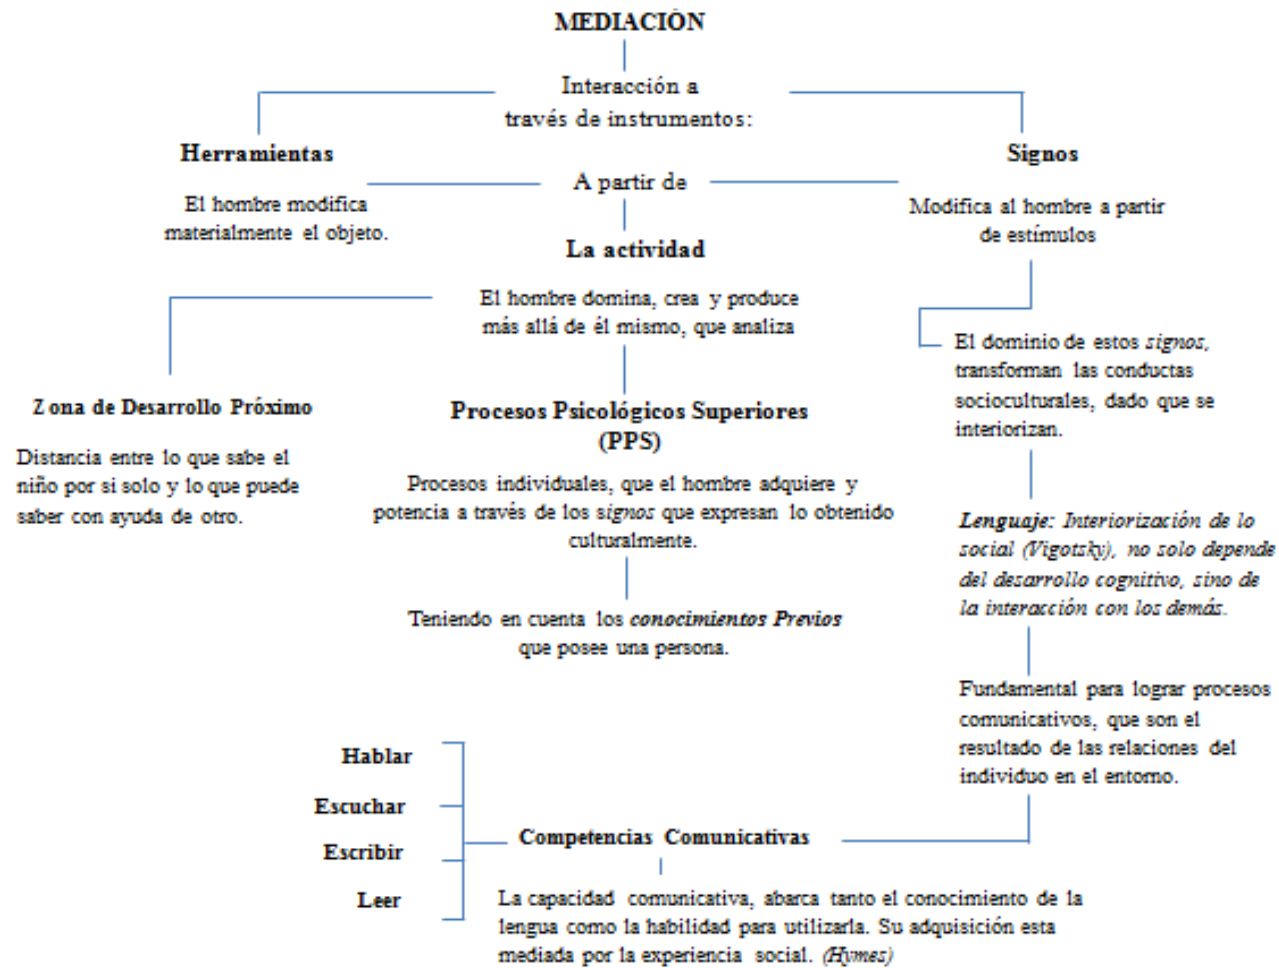 MEDIACIÓN
Interacción a
través de instrumentos:
Herramientas
Signos
El hombre modifica
materialmente el objeto.
A partir de
Modifica al hombre a partir
de estímulos
La actividad
El hombre domina, crea y produce
más allá de él mismo, que analiza
El dominio de estos signos,
transforman las conductas
socioculturales, dado que se
interiorizan.
Zona de Desarrollo Próximo
Distancia entre lo que sabe el
niño por si solo y lo que puede
saber con ayuda de otro.
Procesos Psicológicos Superiores
(PPS)
Procesos individuales, que el hombre adquiere y
potencia a través de los signos que expresan lo obtenido
culturalmente.
Lenguaje: Interiorización de lo
social (Vigotsky), no solo depende
del desarrollo cognitivo, sino de
la interacción con los demás.
Teniendo en cuenta los conocimientos Previos
que posee una persona.
Fundamental para lograr procesos
comunicativos, que son el
resultado de las relaciones del
individuo en el entorno.
Hablar
Escuchar
Escribir
Leer
Competencias Comunicativas
La capacidad comunicativa, abarca tanto el conocimiento de la
lengua como la habilidad para utilizarla. Su adquisición esta
mediada por la experiencia social. (Hymes)